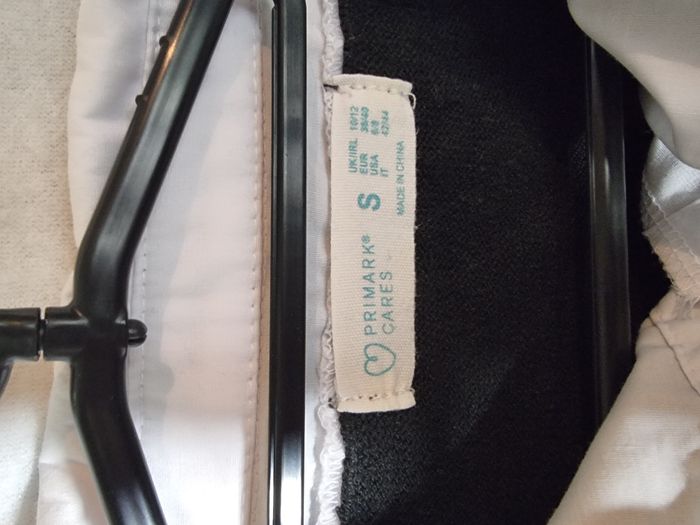 PRIMARK®
CARES
S
UK/IRL 10/12
EUR 38/40
USA 6/8
IT 42/44
MADE IN CHINA